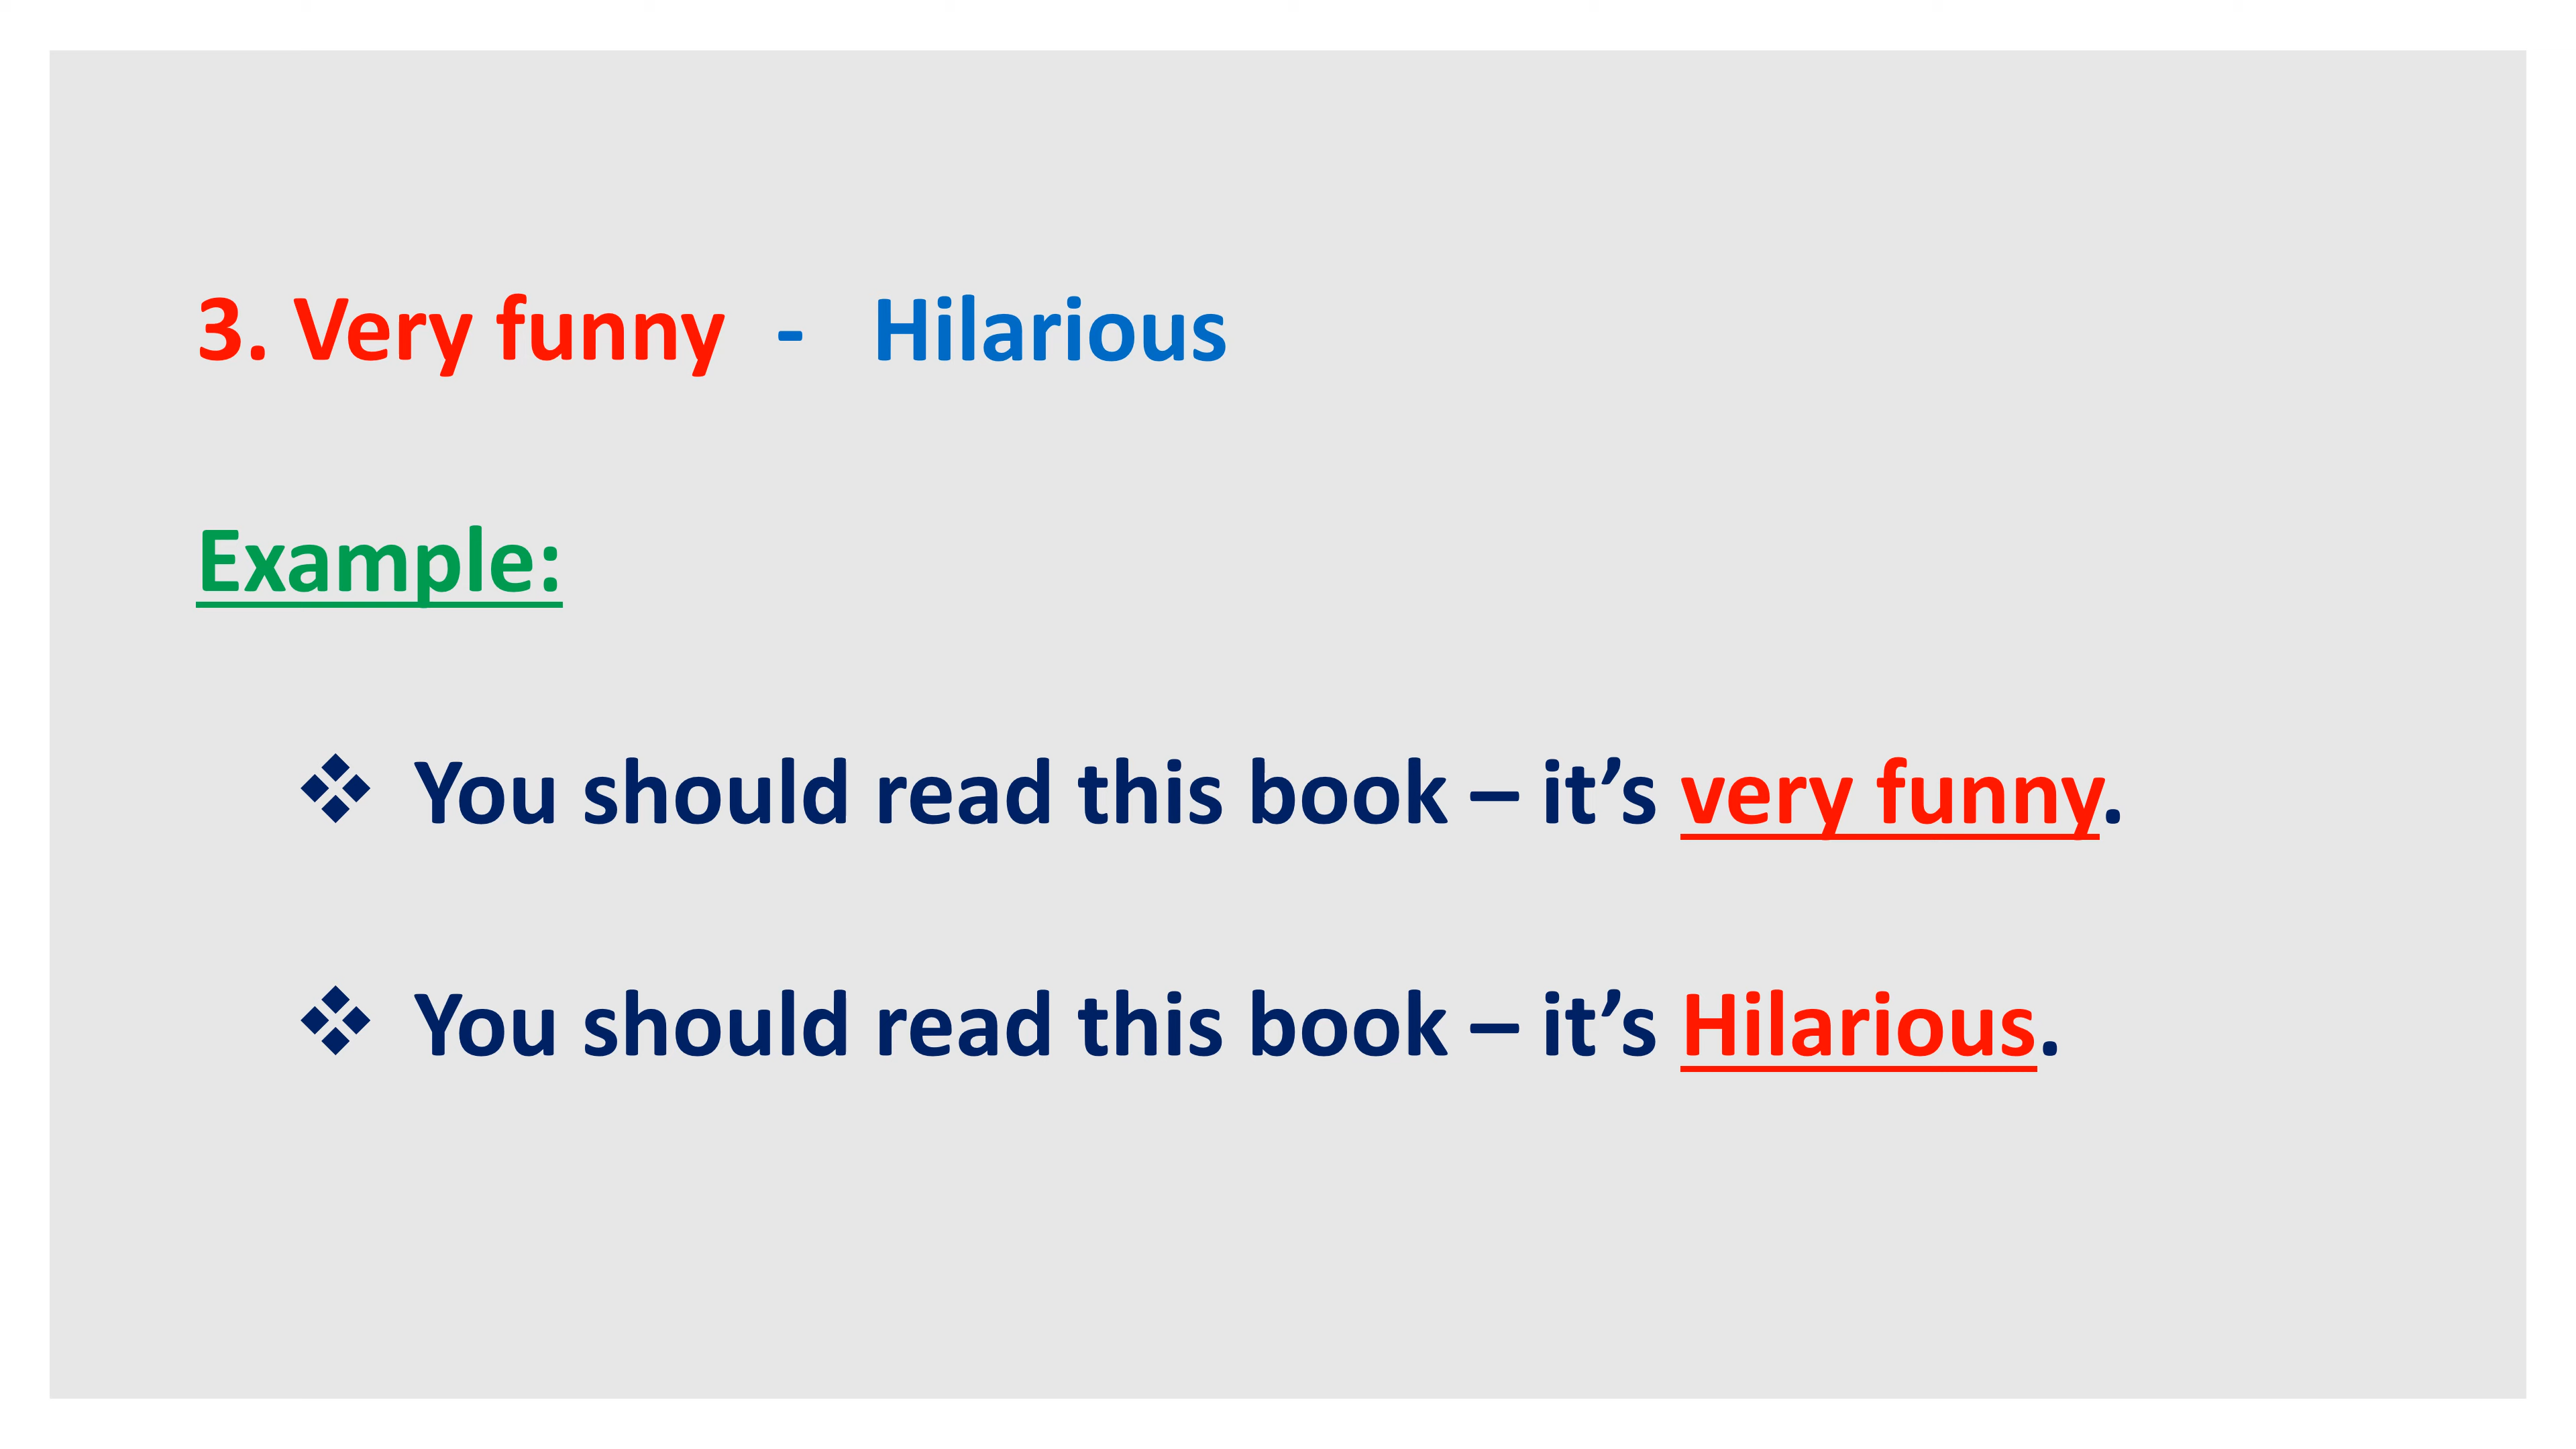 3. Very funny - Hilarious
Example:
❖ You should read this book – it’s very funny.
❖ You should read this book – it’s Hilarious.